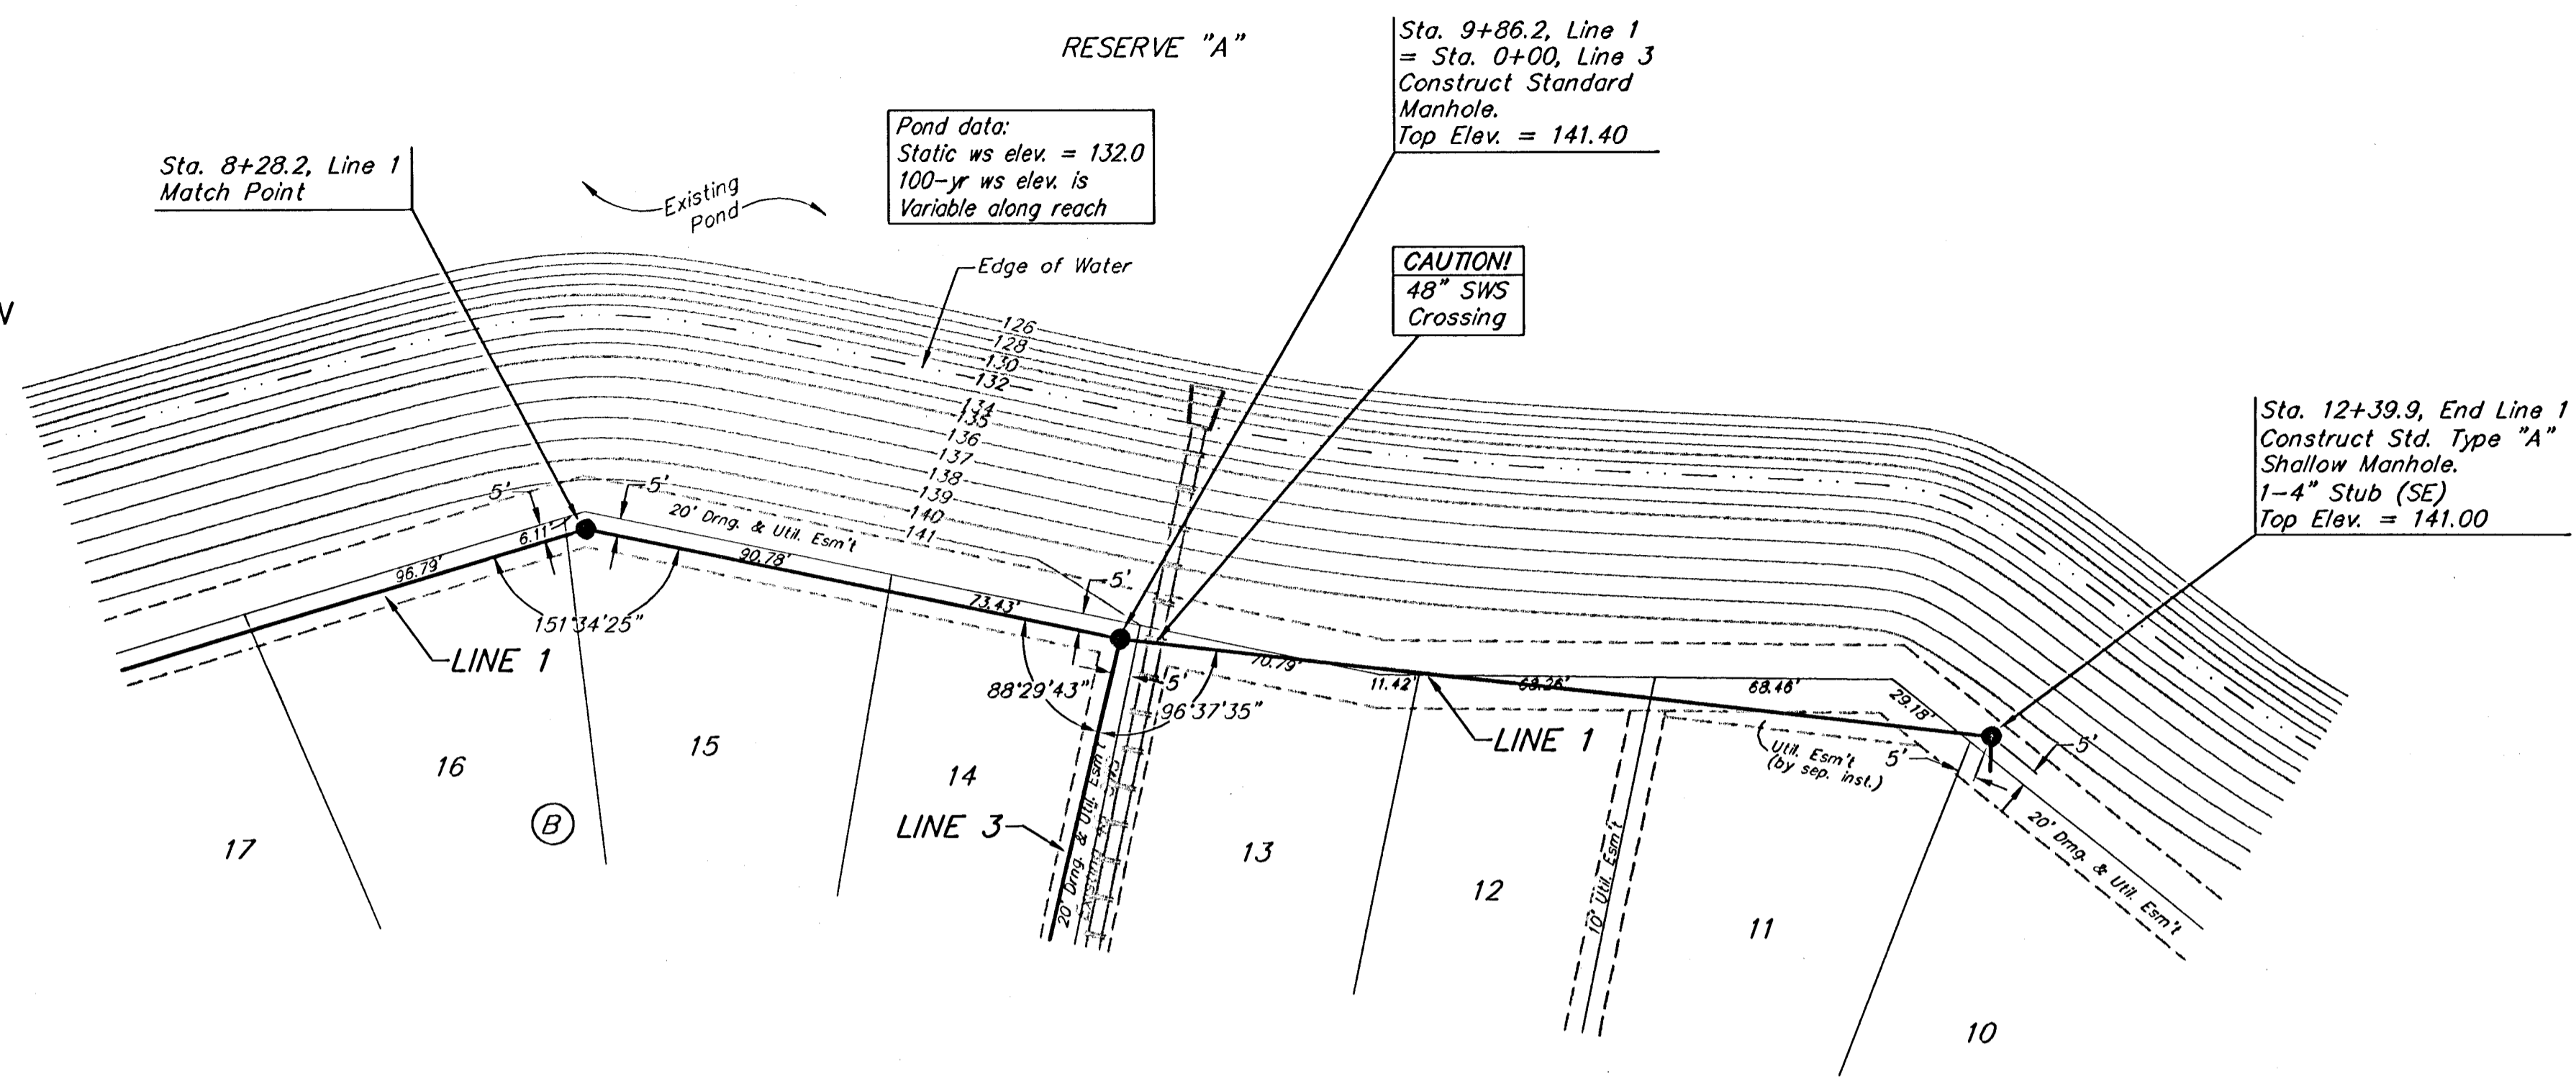 RESERVE "A"
Sta. 9+86.2, Line 1
= Sta. 0+00, Line 3
Construct Standard
Manhole.
Top Elev. = 141.40
Pond data:
Static ws elev. = 132.0
100-yr ws elev. is
Variable along reach
Sta. 8+28.2, Line 1
Match Point
Existing
Pond
Edge of Water
CAUTION!
48" SWS
Crossing
126
128
130
132
134
135
136
137
138
139
140
141
Sta. 12+39.9, End Line 1
Construct Std. Type "A"
Shallow Manhole.
1-4" Stub (SE)
Top Elev. = 141.00
5'
5'
20' Drng. & Util. Esm't
6.11'
96.79'
90.78'
151°34'25"
LINE 1
73.43'
5'
88°29'43"
5'
96°37'35"
70.79'
11.42'
68.26'
68.46'
29.18'
LINE 1
Util. Esm't
(by sep. inst.)
5'
5'
20' Drng. & Util. Esm't
20' Drng. & Util. Esm't
Existing
10' Util. Esm't
LINE 3
17
16
B
15
14
13
12
11
10